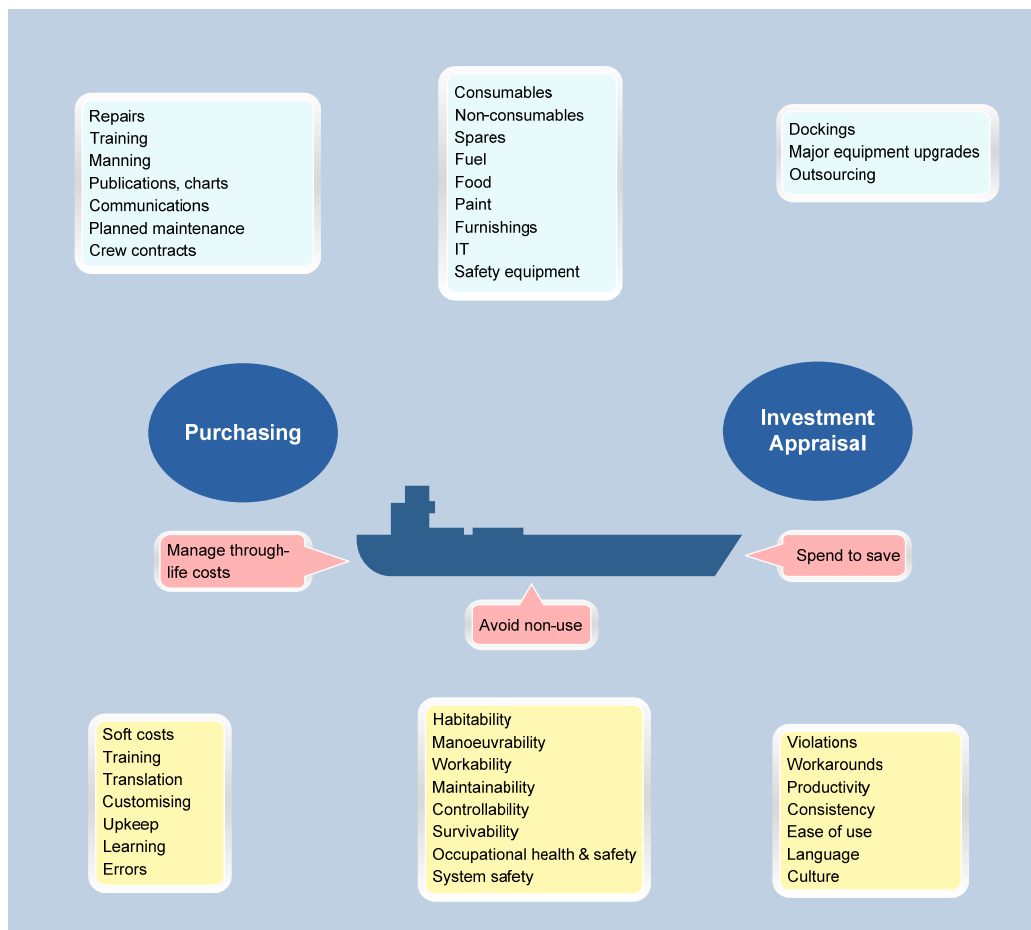 Repairs
Training
Manning
Publications, charts
Communications
Planned maintenance
Crew contracts
Consumables
Non-consumables
Spares
Fuel
Food
Paint
Furnishings
IT
Safety equipment
Dockings
Major equipment upgrades
Outsourcing
Purchasing
Investment
Appraisal
Manage through-
life costs
Avoid non-use
Spend to save
Soft costs
Training
Translation
Customising
Upkeep
Learning
Errors
Habitability
Manoeuvrability
Workability
Maintainability
Controllability
Survivability
Occupational health & safety
System safety
Violations
Workarounds
Productivity
Consistency
Ease of use
Language
Culture